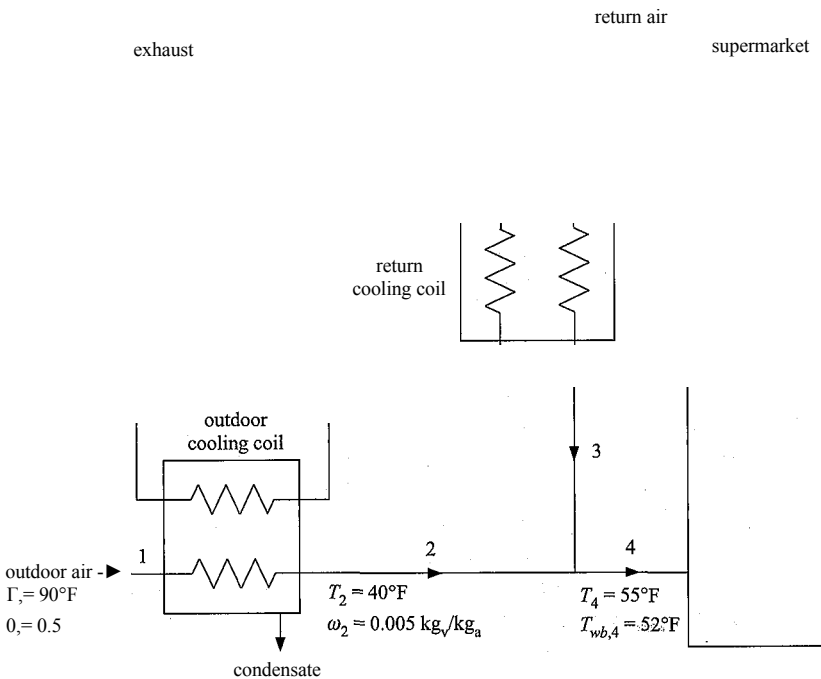 return air
exhaust
supermarket
return
cooling coil
outdoor
cooling coil
3
1
2
4
outdoor air
Γ,= 90°F
0,= 0.5
T₂ = 40°F
ω₂ = 0.005 kgᵥ/kgₐ
T₄ = 55°F
T_wb,4 = 52°F
condensate